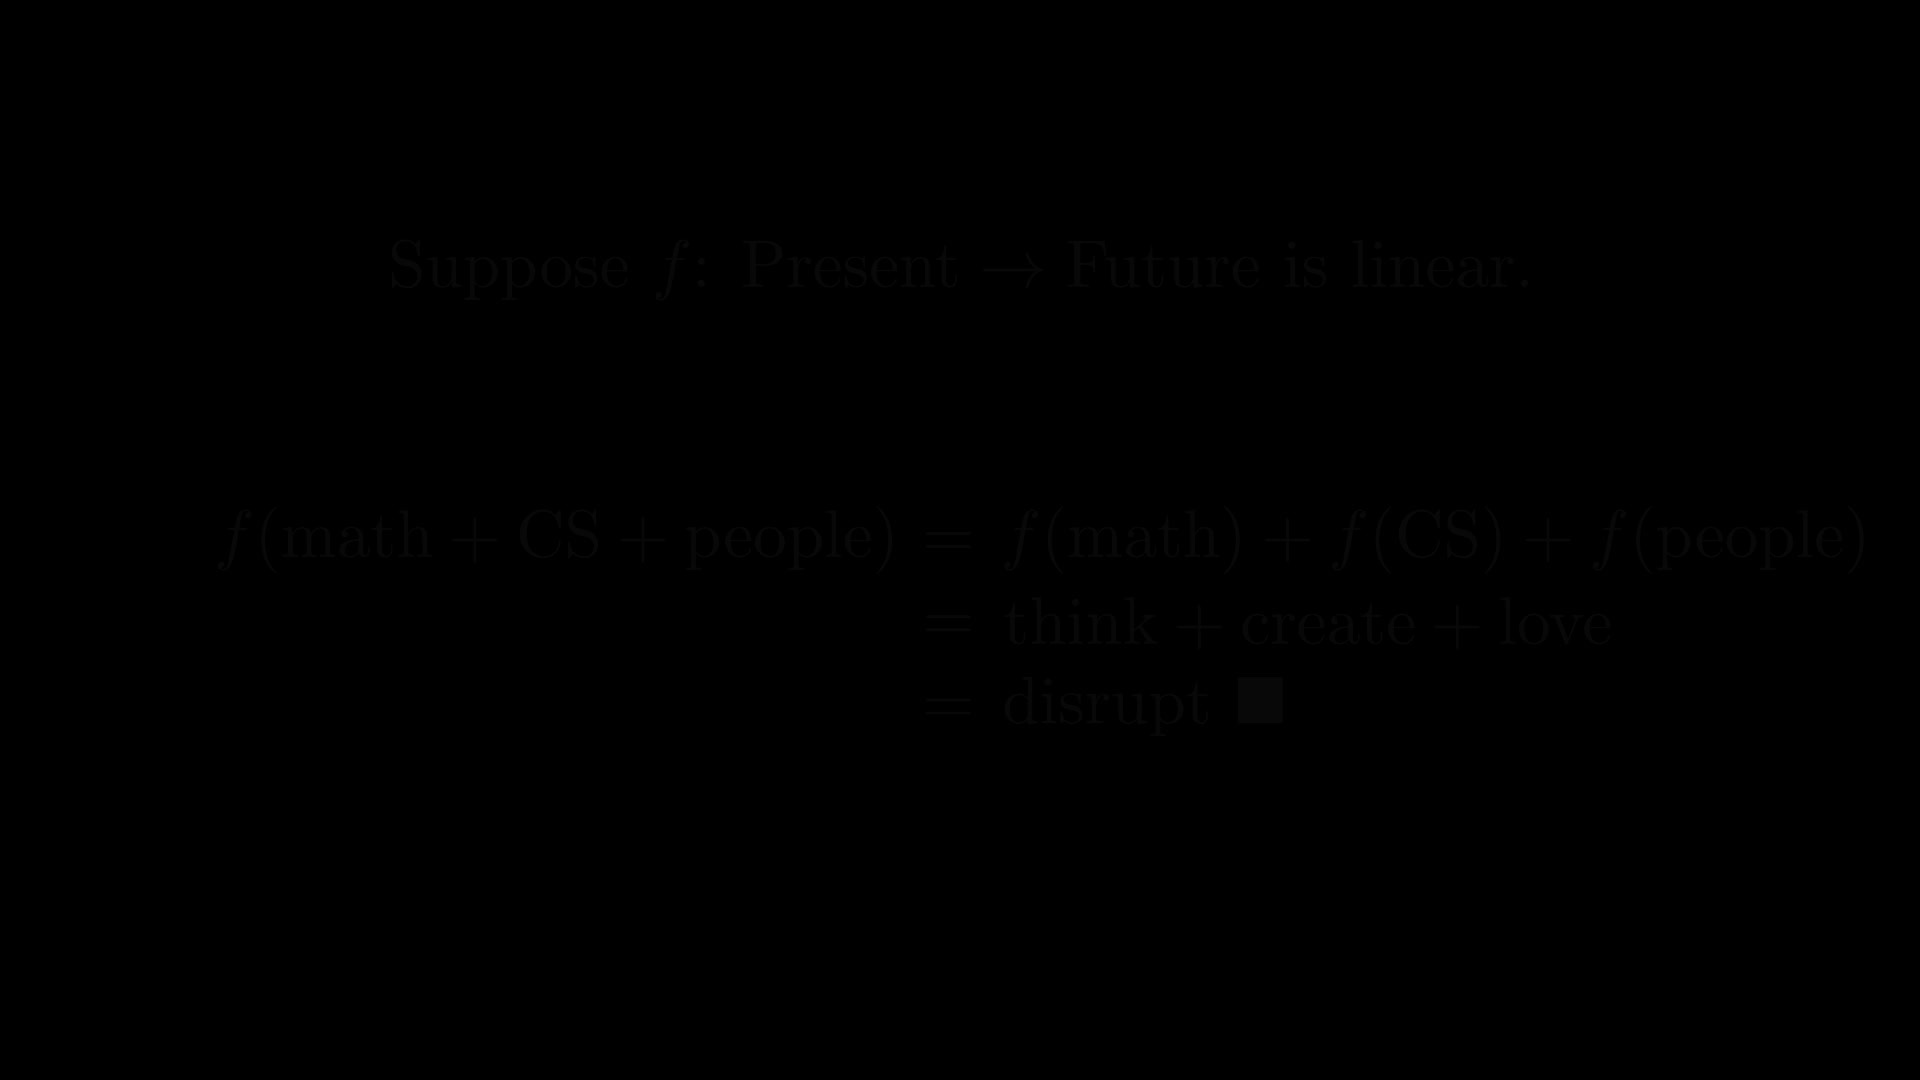 Suppose f: Present → Future is linear.
f(math + CS + people) = f(math) + f(CS) + f(people)
= think + create + love
= disrupt ■